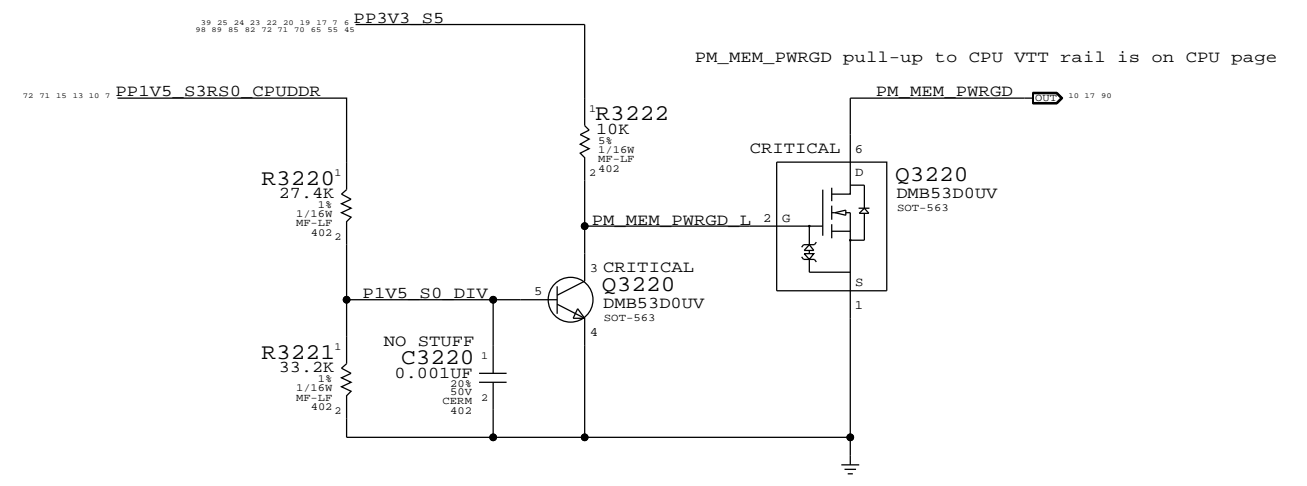 39 25 24 23 22 20 19 17 7 6
98 89 85 82 72 71 70 65 55 45
PP3V3_S5
PM_MEM_PWRGD pull-up to CPU VTT rail is on CPU page
72 71 15 13 10 7
PP1V5_S3RS0_CPUDDR
PM_MEM_PWRGD
OUT
10 17 90
1
R3222
10K
5%
1/16W
MF-LF
402
2
CRITICAL
6
D
Q3220
DMB53D0UV
SOT-563
R3220
1
27.4K
1%
1/16W
MF-LF
402
2
PM_MEM_PWRGD_L
2
G
S
1
3
CRITICAL
Q3220
DMB53D0UV
SOT-563
P1V5_S0_DIV
5
4
R3221
1
33.2K
1%
1/16W
MF-LF
402
2
NO STUFF
C3220
1
0.001UF
20%
50V
CERM
402
2